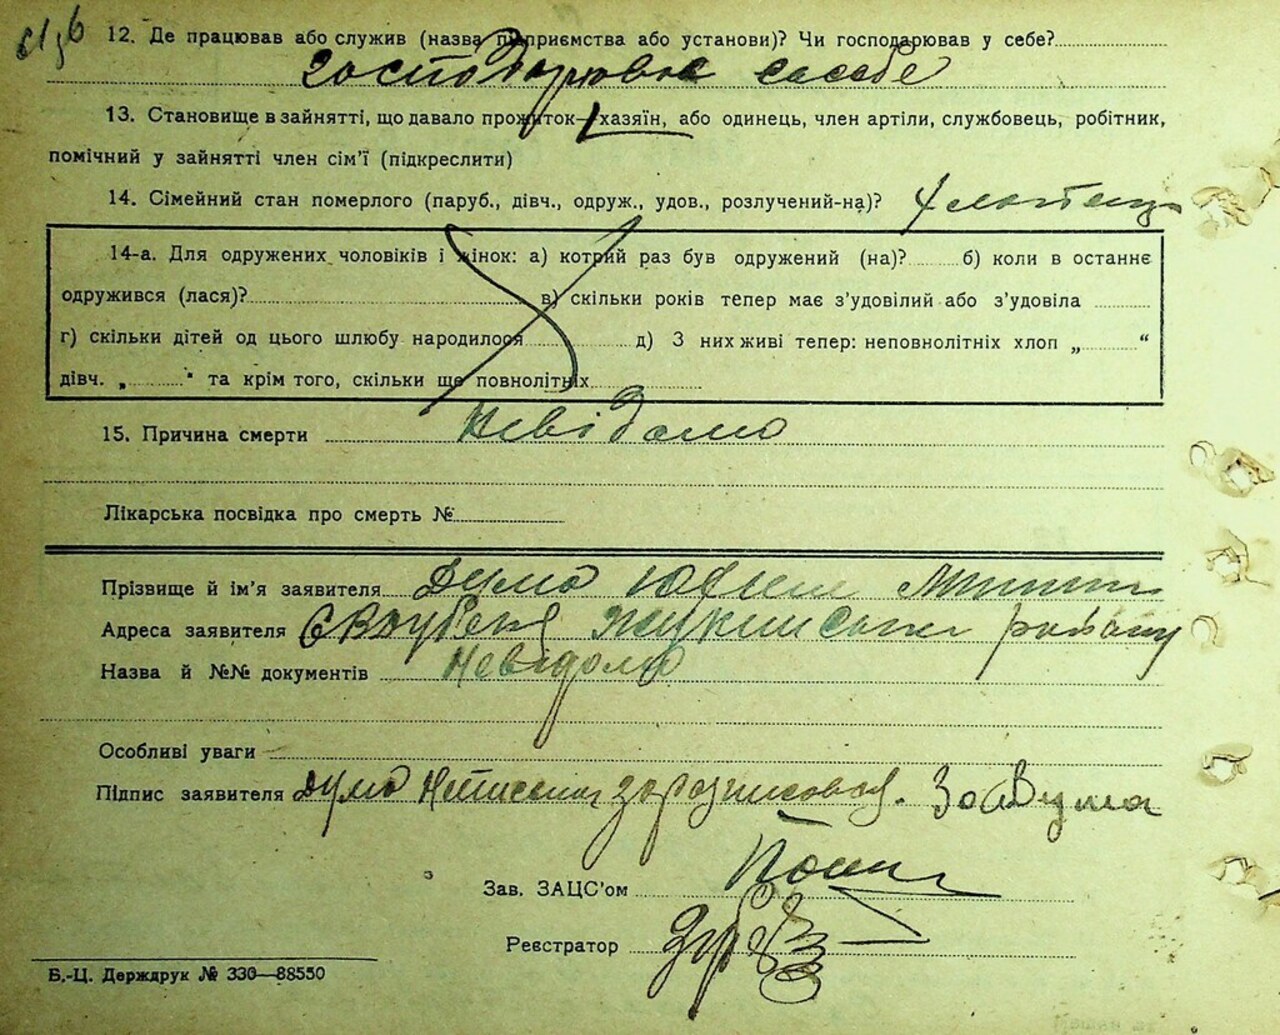 12. Де працював або служив (назва підприємства або установи)? Чи господарював у себе?
господарював у себе
13. Становище в зайнятті, що давало прожиток—хазяїн, або одинець, член артіли, службовець, робітник,
помічний у зайнятті член сім'ї (підкреслити)
14. Сімейний стан померлого (паруб., дівч., одруж., удов., розлучений-на)?
14-а. Для одружених чоловіків і жінок: а) котрий раз був одружений (на)? б) коли в останнє
одружився (лася)? в) скільки років тепер має з'удовілий або з'удовіла
г) скільки дітей од цього шлюбу народилося д) З них живі тепер: неповнолітніх хлоп „ “
дівч. „ “ та крім того, скільки ще повнолітніх
15. Причина смерти Невідомо
Лікарська посвідка про смерть №
Прізвище й ім'я заявителя Дума
Адреса заявителя району
Назва й №№ документів Невідомо
Особливі уваги
Підпис заявителя Дума
Зав. ЗАЦС'ом
Реєстратор
Б.-Ц. Держдрук № 330—88550